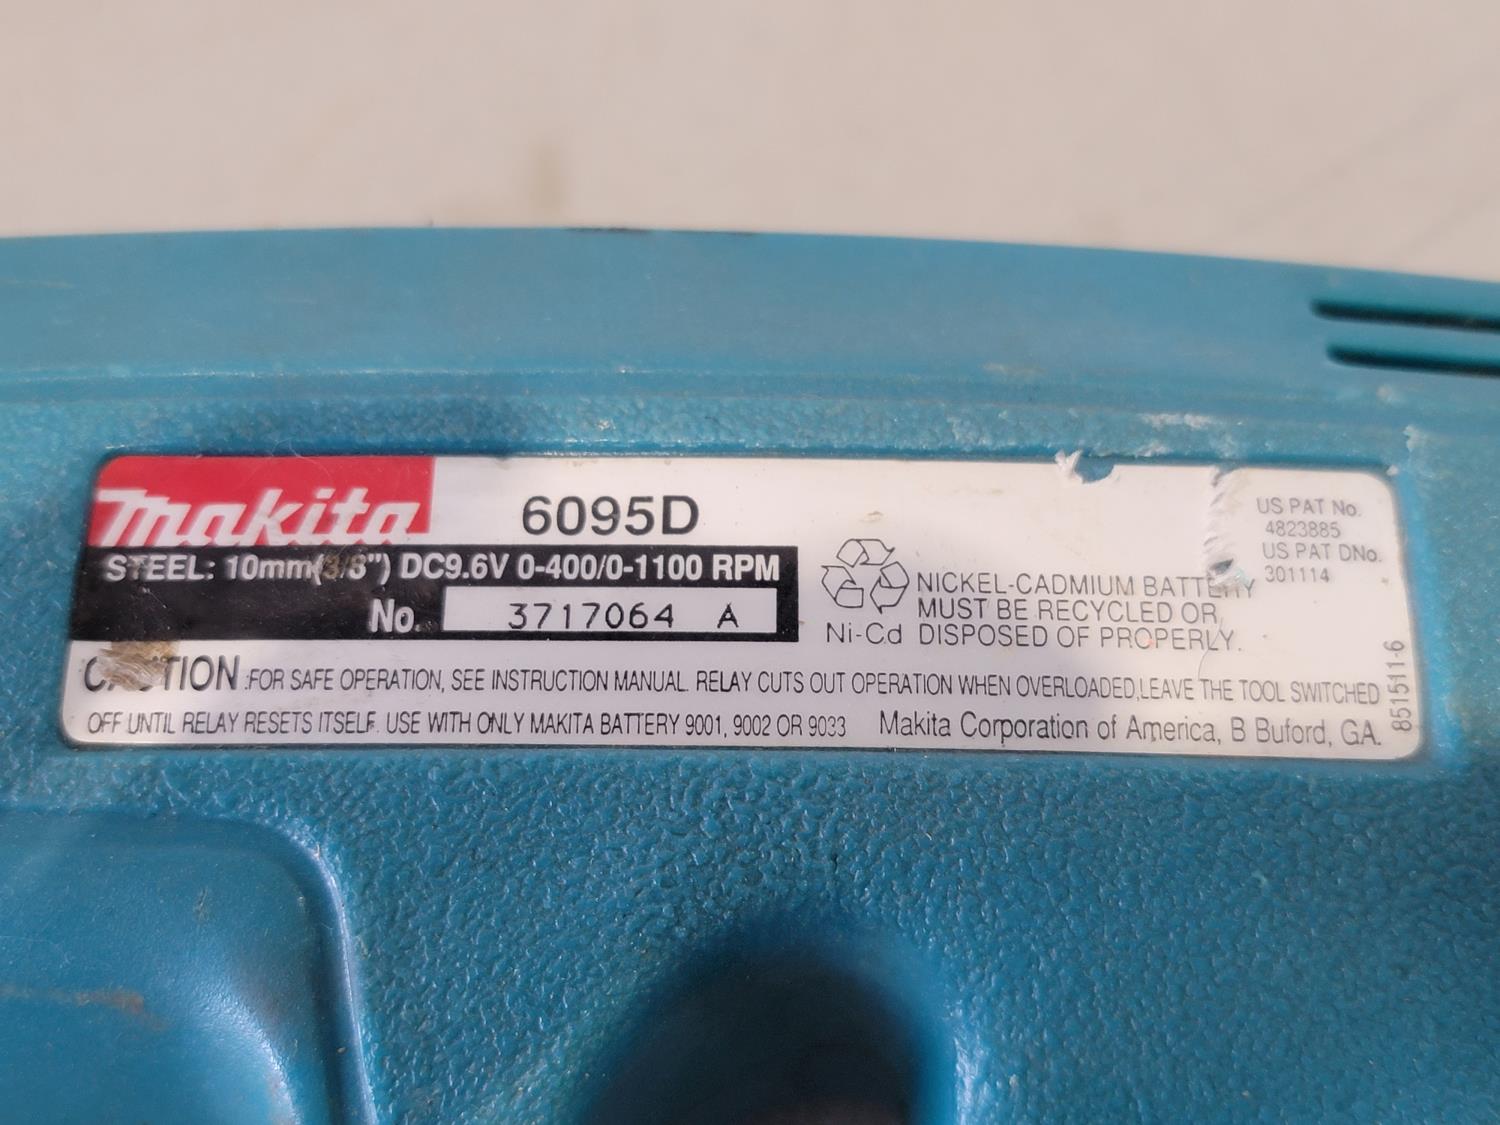 makita 6095D
STEEL: 10mm(3/8") DC9.6V 0-400/0-1100 RPM
No. 3717064 A
Ni-Cd
NICKEL-CADMIUM BATTERY
MUST BE RECYCLED OR
DISPOSED OF PROPERLY.
US PAT No.
4823885
US PAT DNo.
301114
CAUTION :FOR SAFE OPERATION, SEE INSTRUCTION MANUAL. RELAY CUTS OUT OPERATION WHEN OVERLOADED,LEAVE THE TOOL SWITCHED
OFF UNTIL RELAY RESETS ITSELF. USE WITH ONLY MAKITA BATTERY 9001, 9002 OR 9033 Makita Corporation of America, B Buford, GA.
851511-6